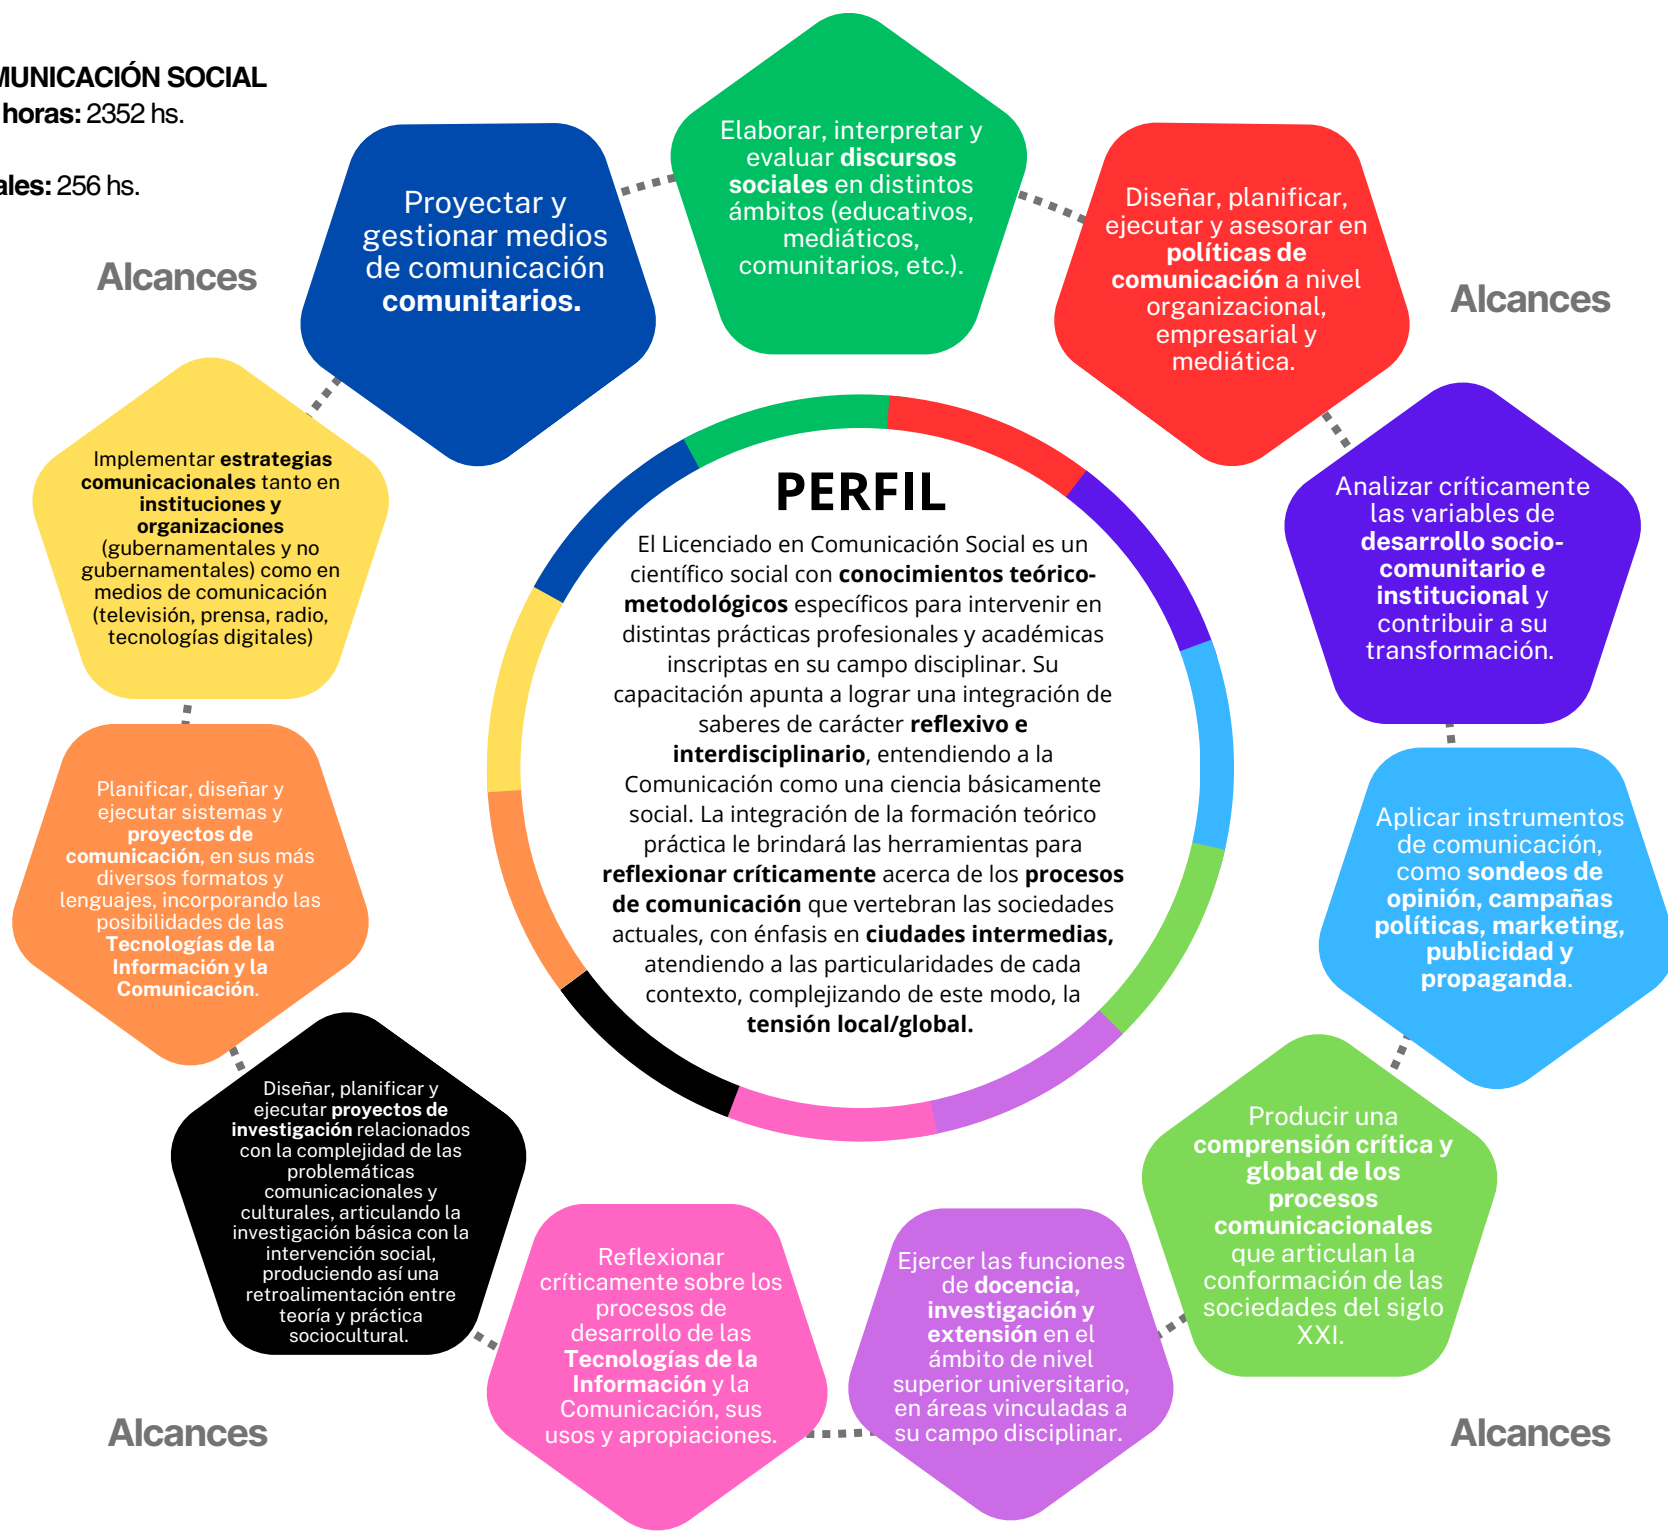 MUNICACIÓN SOCIAL
horas: 2352 hs.
ales: 256 hs.
Alcances
Alcances
Elaborar, interpretar y
evaluar discursos
sociales en distintos
ámbitos (educativos,
mediáticos,
comunitarios, etc.).
Diseñar, planificar,
ejecutar y asesorar en
políticas de
comunicación a nivel
organizacional,
empresarial y
mediática.
Analizar críticamente
las variables de
desarrollo socio-
comunitario e
institucional y
contribuir a su
transformación.
Aplicar instrumentos
de comunicación,
como sondeos de
opinión, campañas
políticas, marketing,
publicidad y
propaganda.
Producir una
comprensión crítica y
global de los
procesos
comunicacionales
que articulan la
conformación de las
sociedades del siglo
XXI.
Ejercer las funciones
de docencia,
investigación y
extensión en el
ámbito de nivel
superior universitario,
en áreas vinculadas a
su campo disciplinar.
Reflexionar
críticamente sobre los
procesos de
desarrollo de las
Tecnologías de la
Información y la
Comunicación, sus
usos y apropiaciones.
Diseñar, planificar y
ejecutar proyectos de
investigación relacionados
con la complejidad de las
problemáticas
comunicacionales y
culturales, articulando la
investigación básica con la
intervención social,
produciendo así una
retroalimentación entre
teoría y práctica
sociocultural.
Planificar, diseñar y
ejecutar sistemas y
proyectos de
comunicación, en sus más
diversos formatos y
lenguajes, incorporando las
posibilidades de las
Tecnologías de la
Información y la
Comunicación.
Implementar estrategias
comunicacionales tanto en
instituciones y
organizaciones
(gubernamentales y no
gubernamentales) como en
medios de comunicación
(televisión, prensa, radio,
tecnologías digitales)
Proyectar y
gestionar medios
de comunicación
comunitarios.
PERFIL
El Licenciado en Comunicación Social es un
científico social con conocimientos teórico-
metodológicos específicos para intervenir en
distintas prácticas profesionales y académicas
inscriptas en su campo disciplinar. Su
capacitación apunta a lograr una integración de
saberes de carácter reflexivo e
interdisciplinario, entendiendo a la
Comunicación como una ciencia básicamente
social. La integración de la formación teórico
práctica le brindará las herramientas para
reflexionar críticamente acerca de los procesos
de comunicación que vertebran las sociedades
actuales, con énfasis en ciudades intermedias,
atendiendo a las particularidades de cada
contexto, complejizando de este modo, la
tensión local/global.
Alcances
Alcances